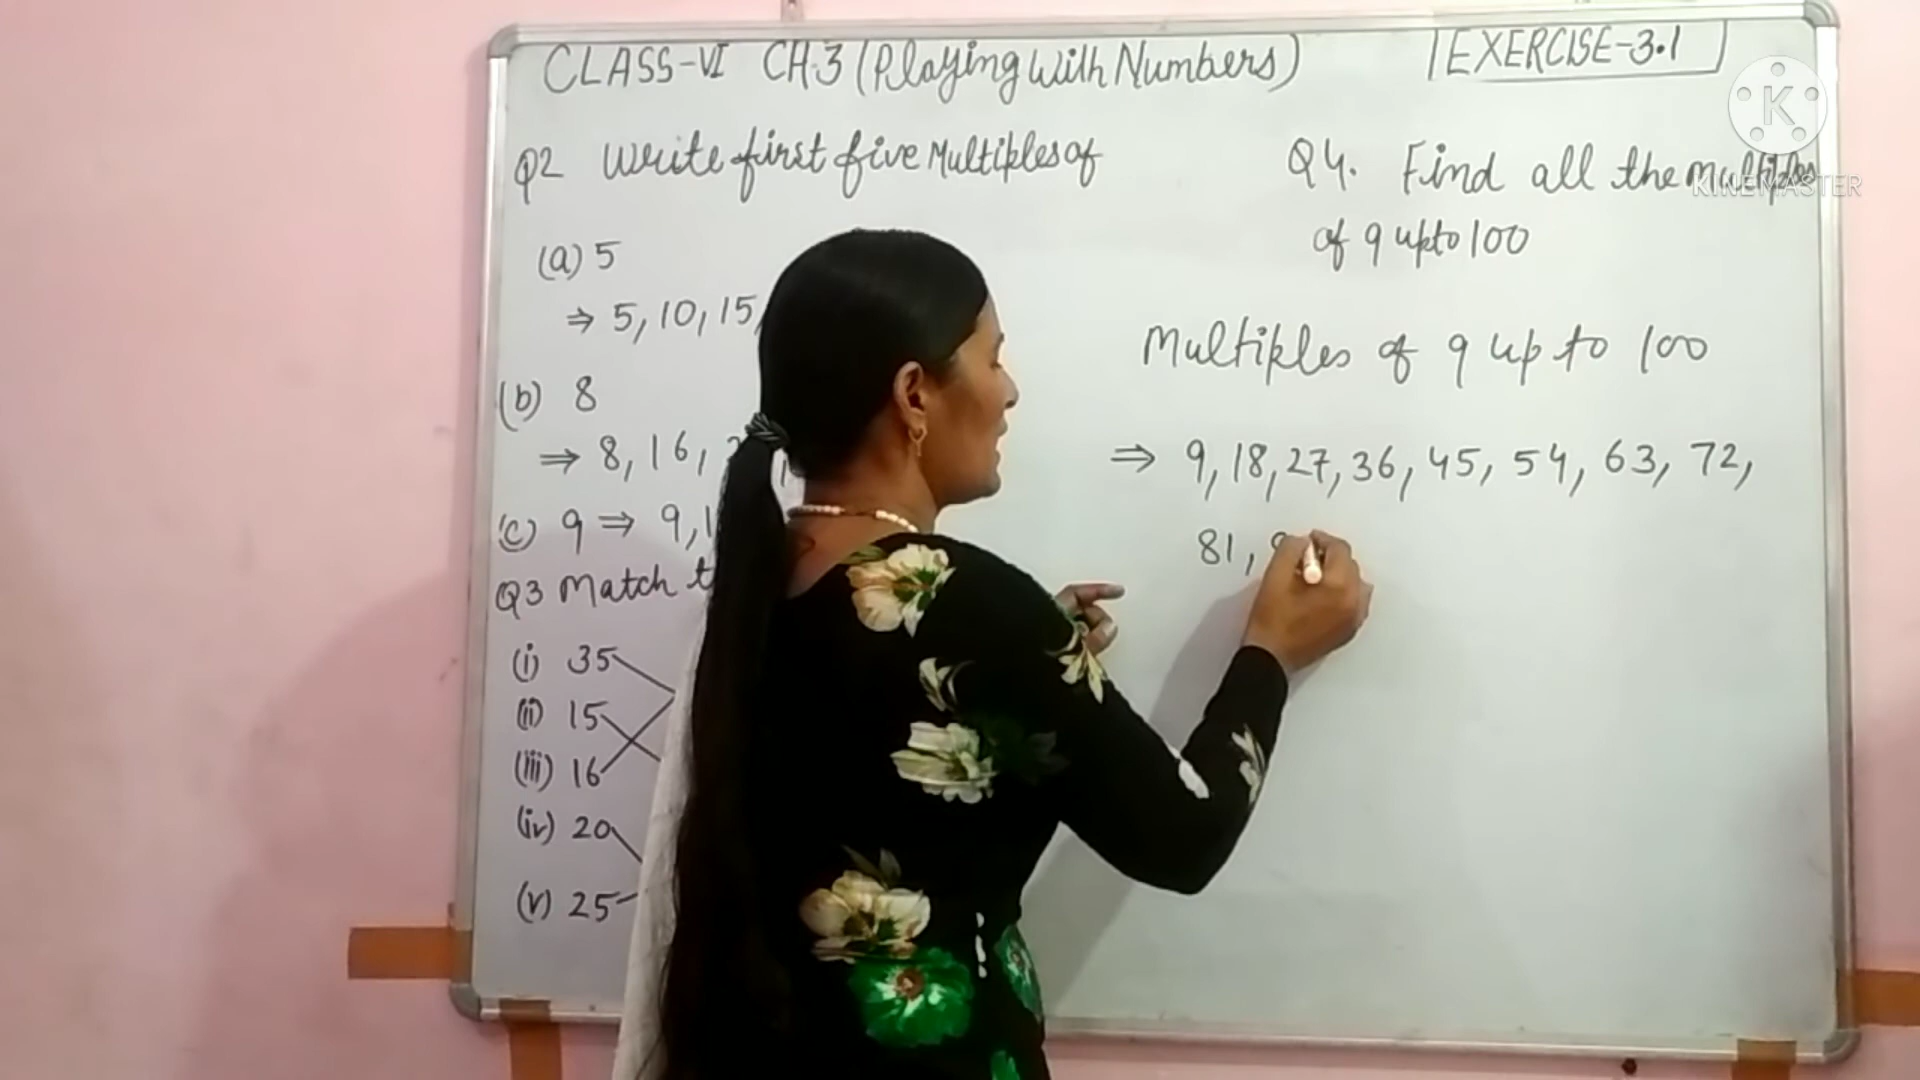 CLASS-VI CH.3 (Playing With Numbers)
EXERCISE-3.1
K
KINEMASTER
Q2 Write first five Multiples of
(a) 5
⇒ 5, 10, 15,
(b) 8
⇒ 8, 16,
(c) 9 ⇒ 9, 1
Q3 Match
(i) 35
(ii) 15
(iii) 16
(iv) 20
(v) 25
Q4. Find all the multiples
of 9 upto 100
Multiples of 9 up to 100
⇒ 9, 18, 27, 36, 45, 54, 63, 72,
81, 9